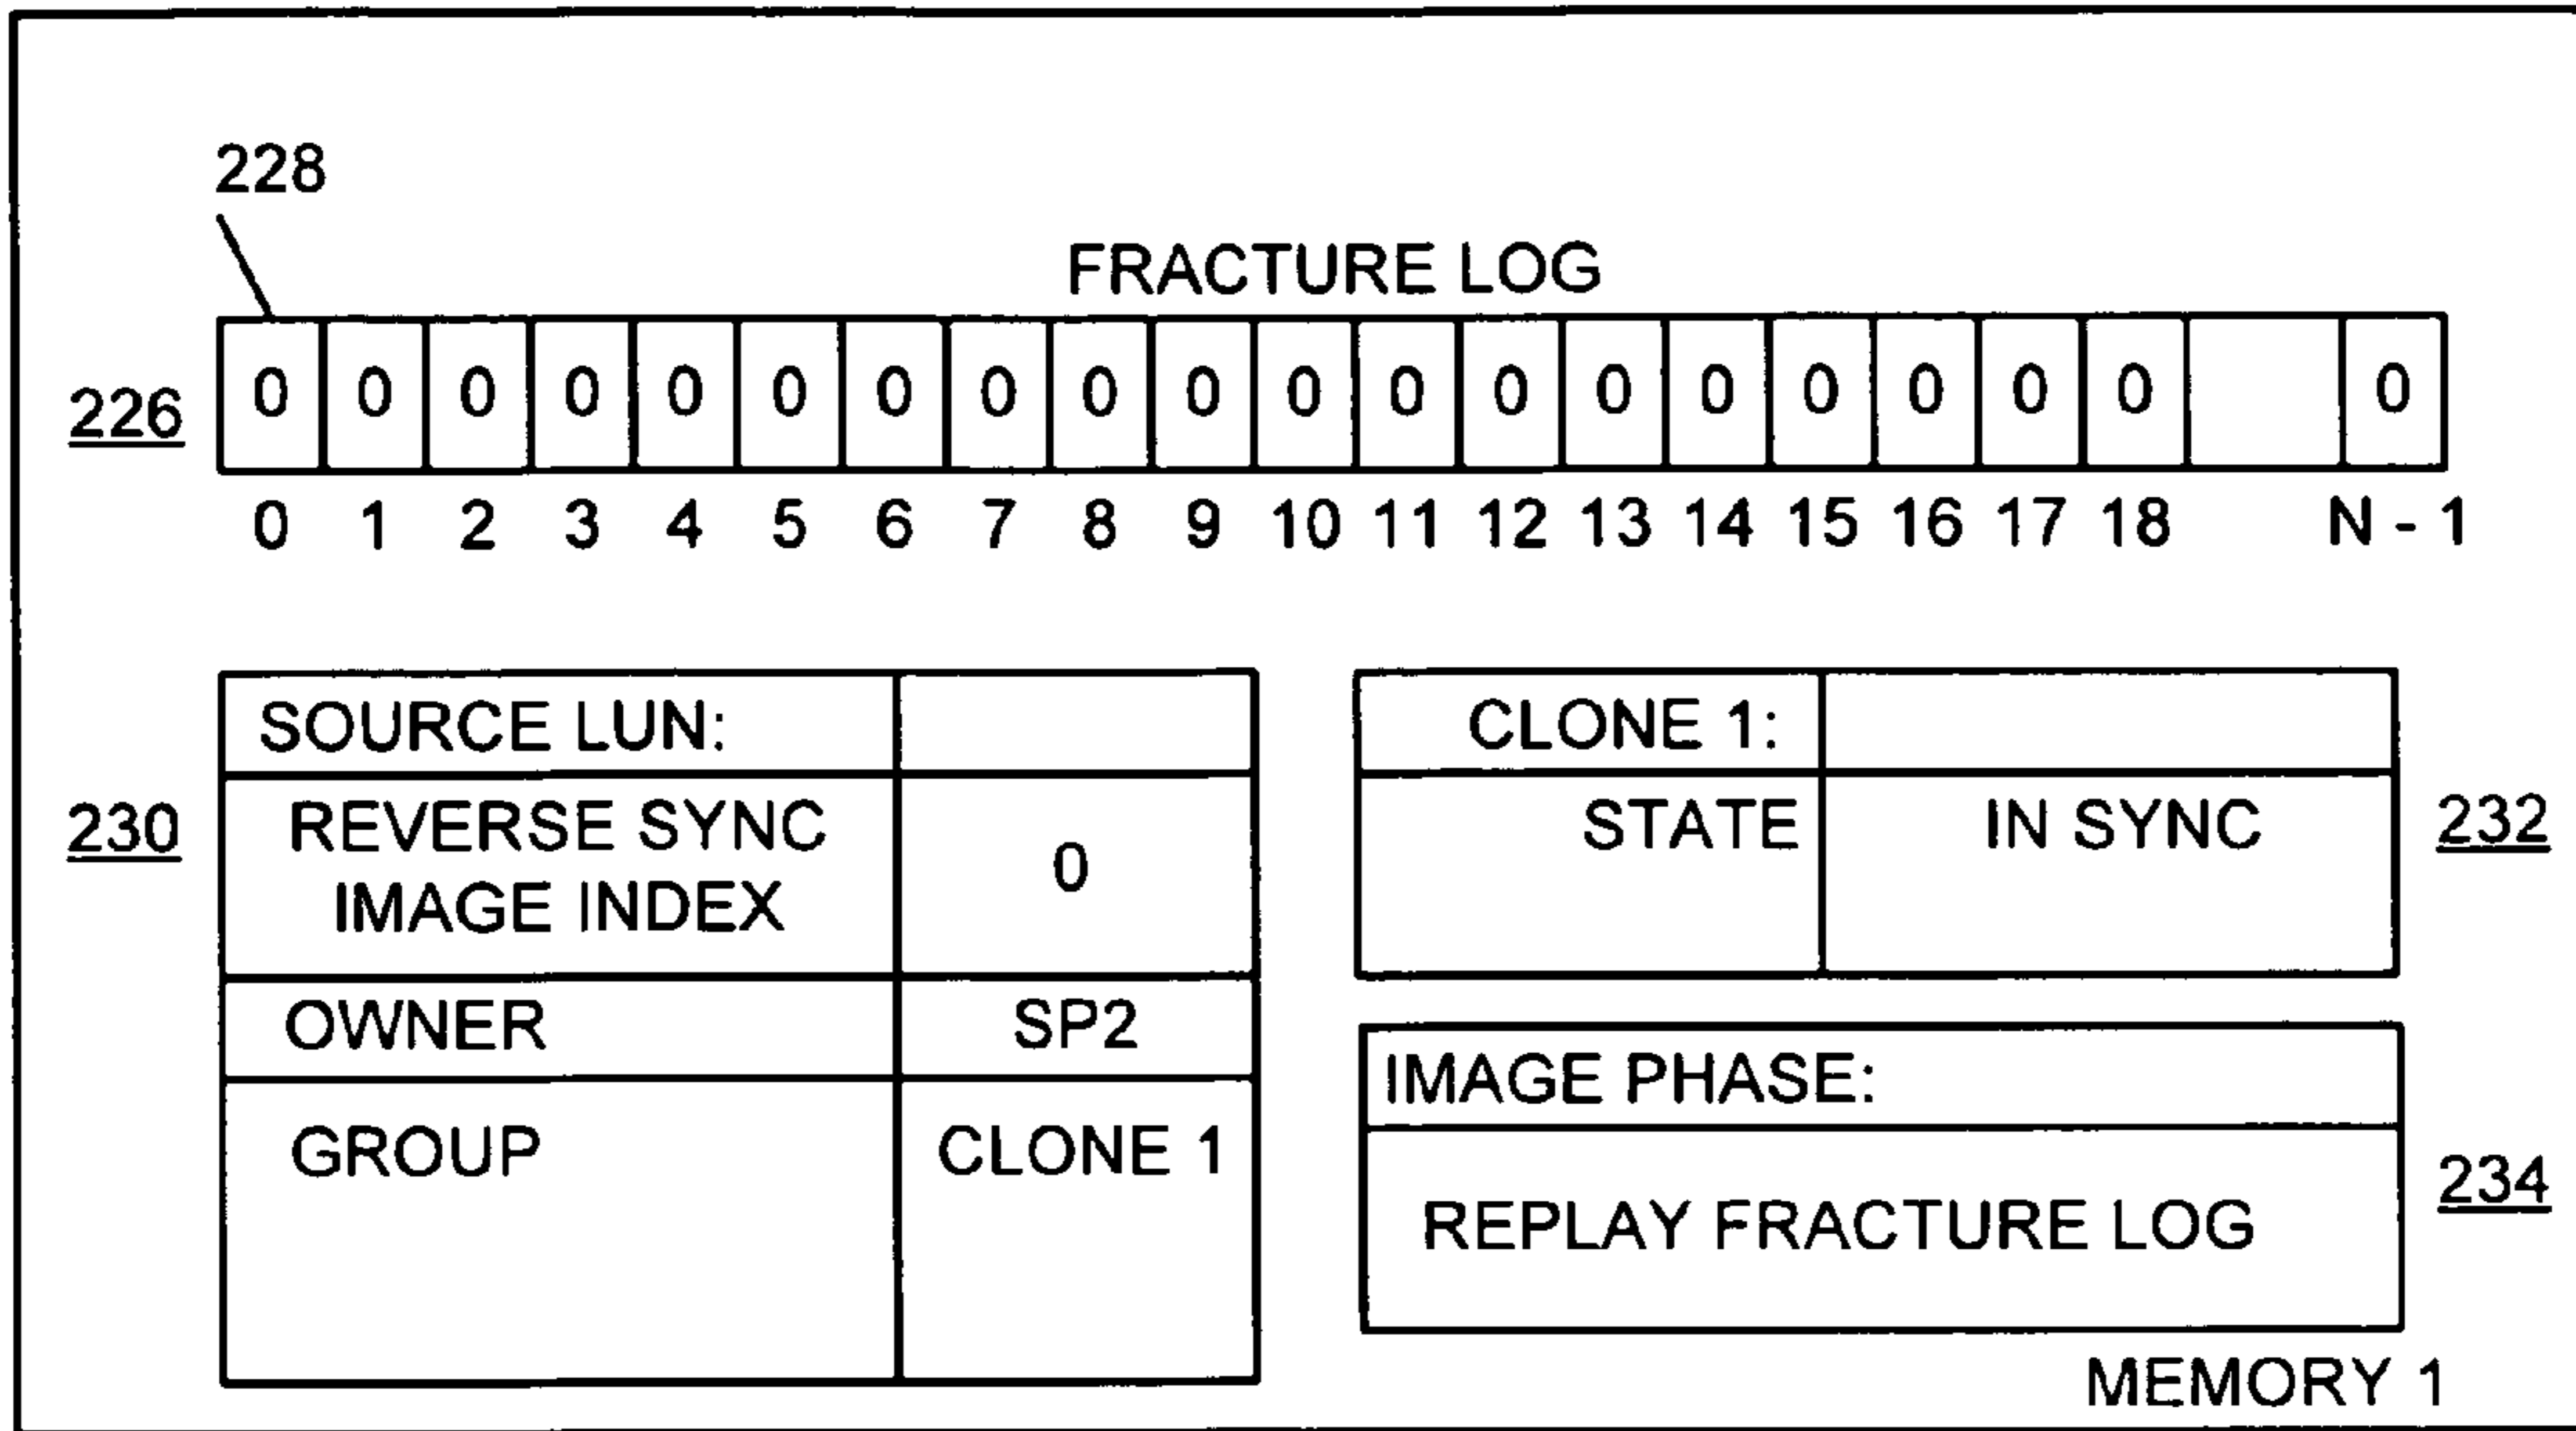 228
FRACTURE LOG
226 0 0 0 0 0 0 0 0 0 0 0 0 0 0 0 0 0 0 0 0
0 1 2 3 4 5 6 7 8 9 10 11 12 13 14 15 16 17 18 N - 1
230
SOURCE LUN:
REVERSE SYNC
IMAGE INDEX
0
OWNER SP2
GROUP CLONE 1
CLONE 1:
STATE IN SYNC
232
IMAGE PHASE:
REPLAY FRACTURE LOG
234
MEMORY 1